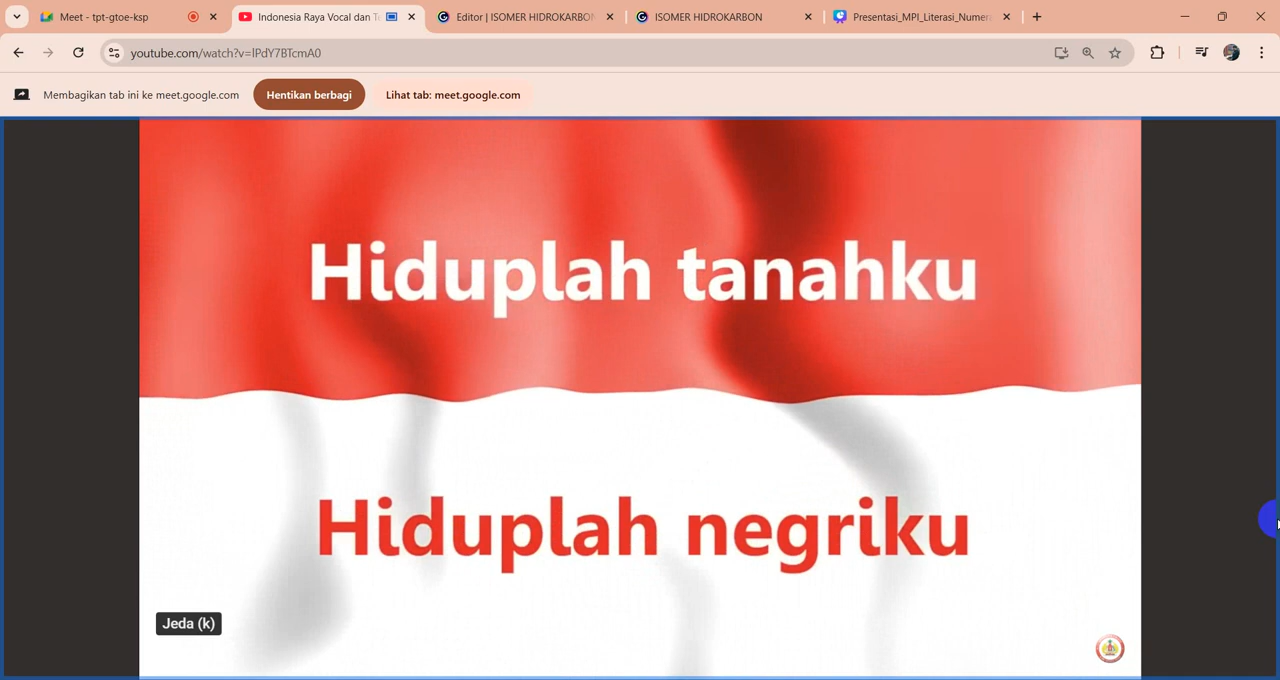 Meet - tpt-gtoe-ksp
Indonesia Raya Vocal dan T
Editor | ISOMER HIDROKARBON
ISOMER HIDROKARBON
Presentasi_MPI_Literasi_Numer
youtube.com/watch?v=lPdY7BTcmA0
Membagikan tab ini ke meet.google.com
Hentikan berbagi
Lihat tab: meet.google.com
Hiduplah tanahku
Hiduplah negriku
Jeda (k)